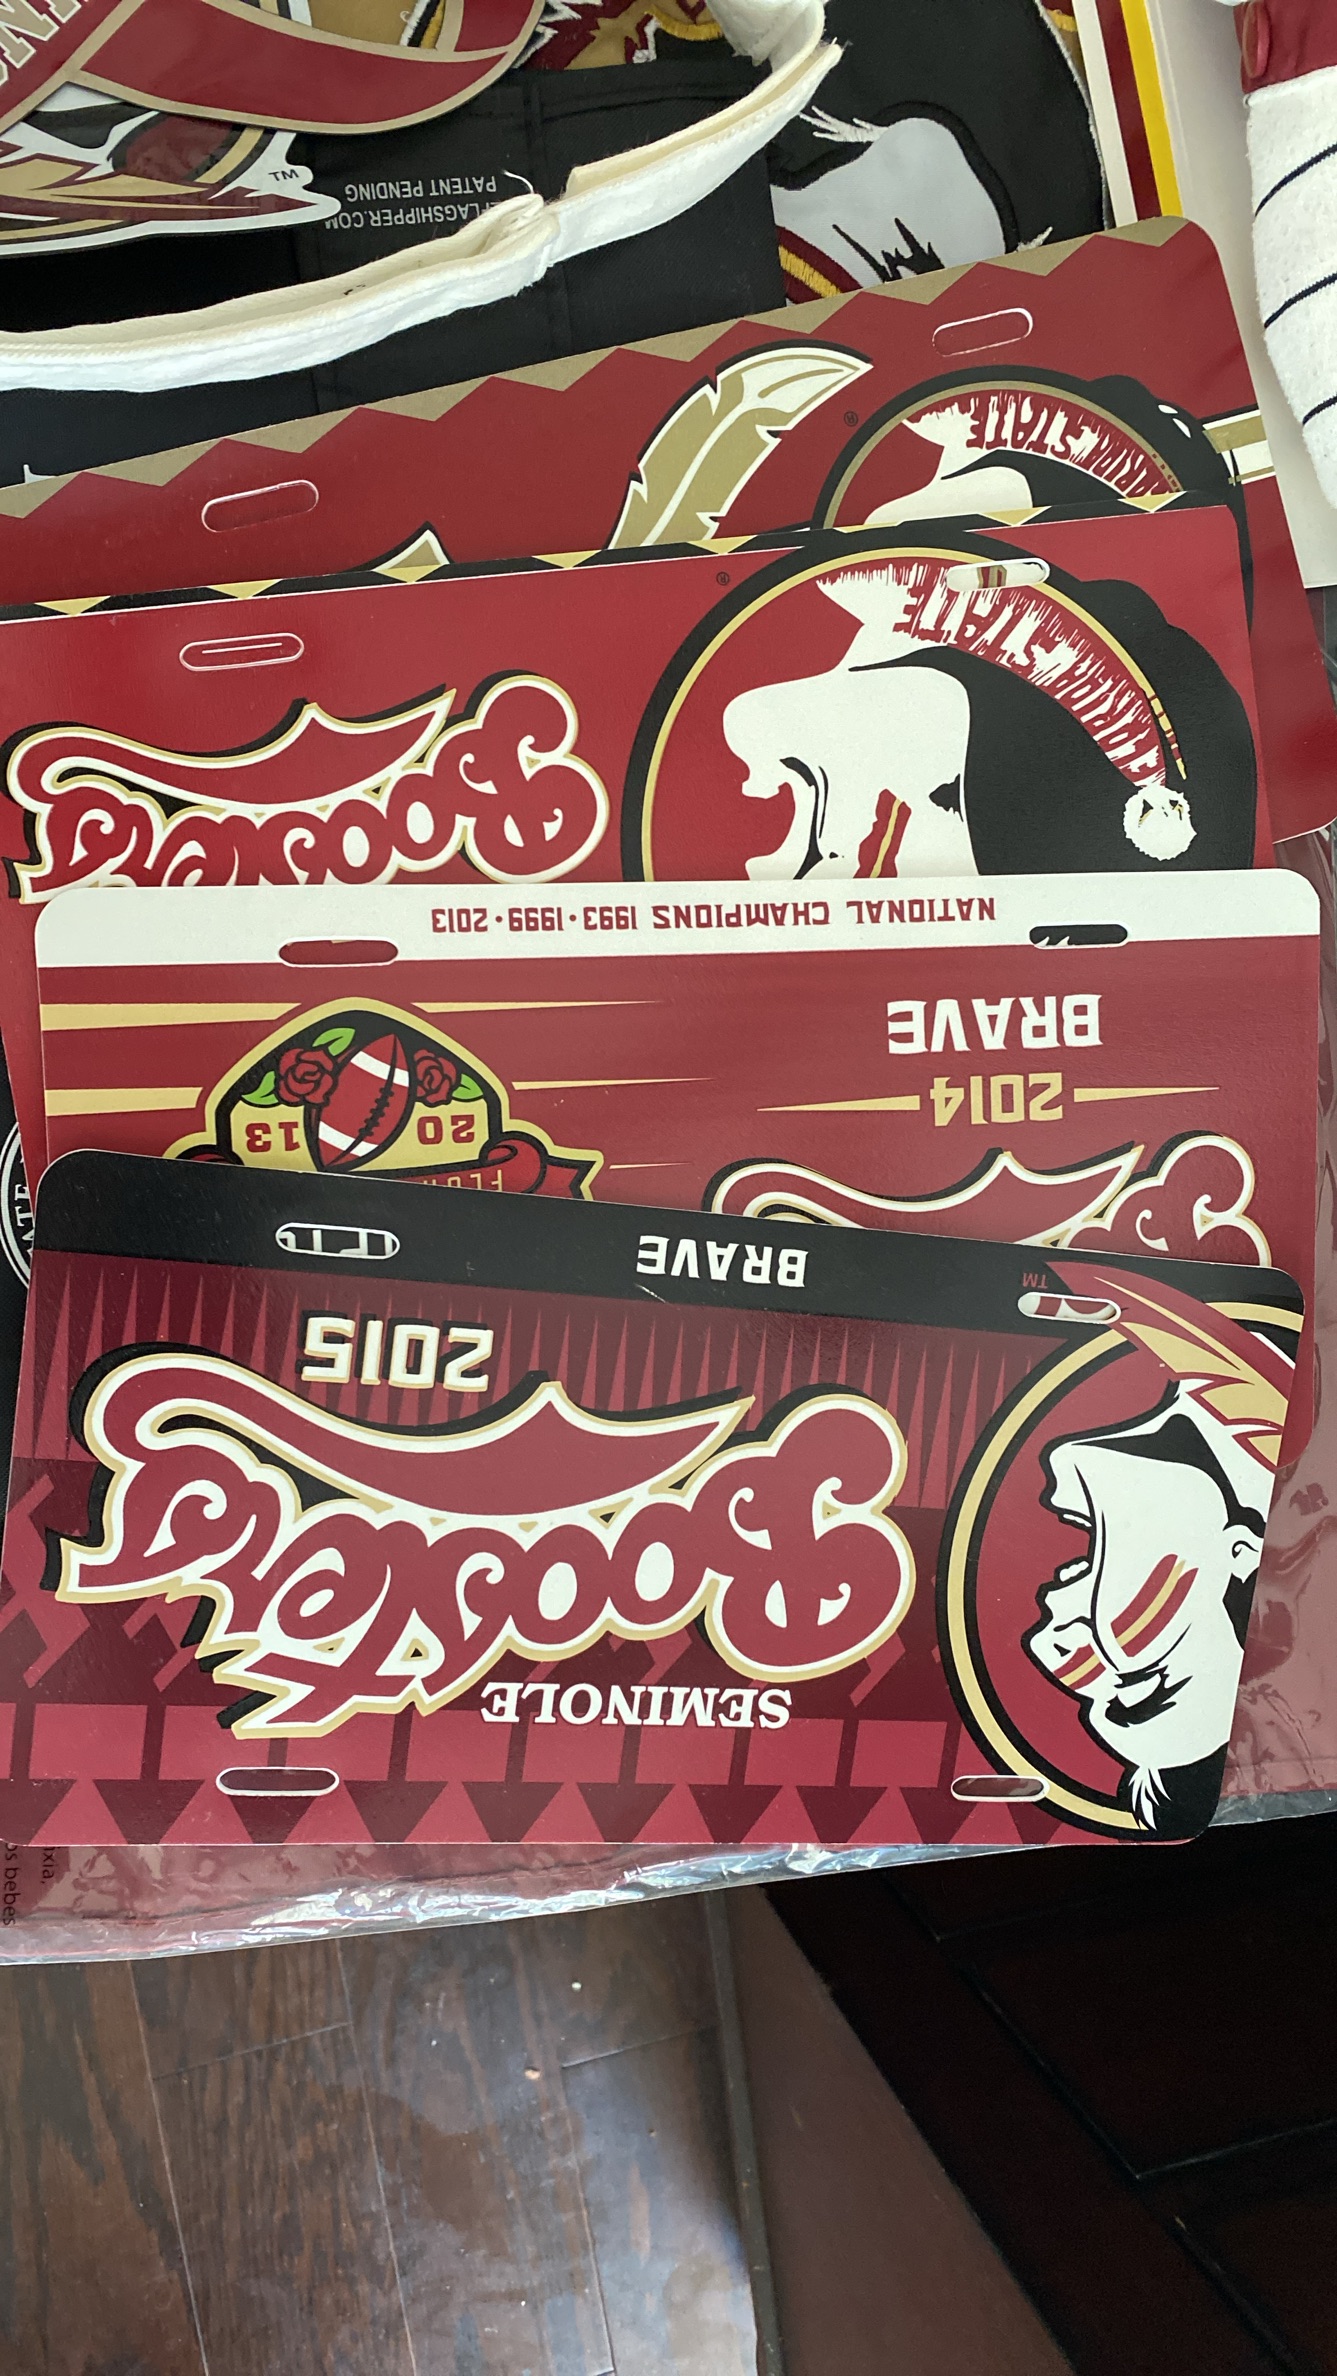 TM
PATENT PENDING
FLAGSHIPPER.COM
®
FLORIDA STATE
®
FLORIDA STATE
Boosters
NATIONAL CHAMPIONS 1993 • 1999 • 2013
BRAVE
2014
20 13
BRAVE
TM
2015
Boosters
SEMINOLE